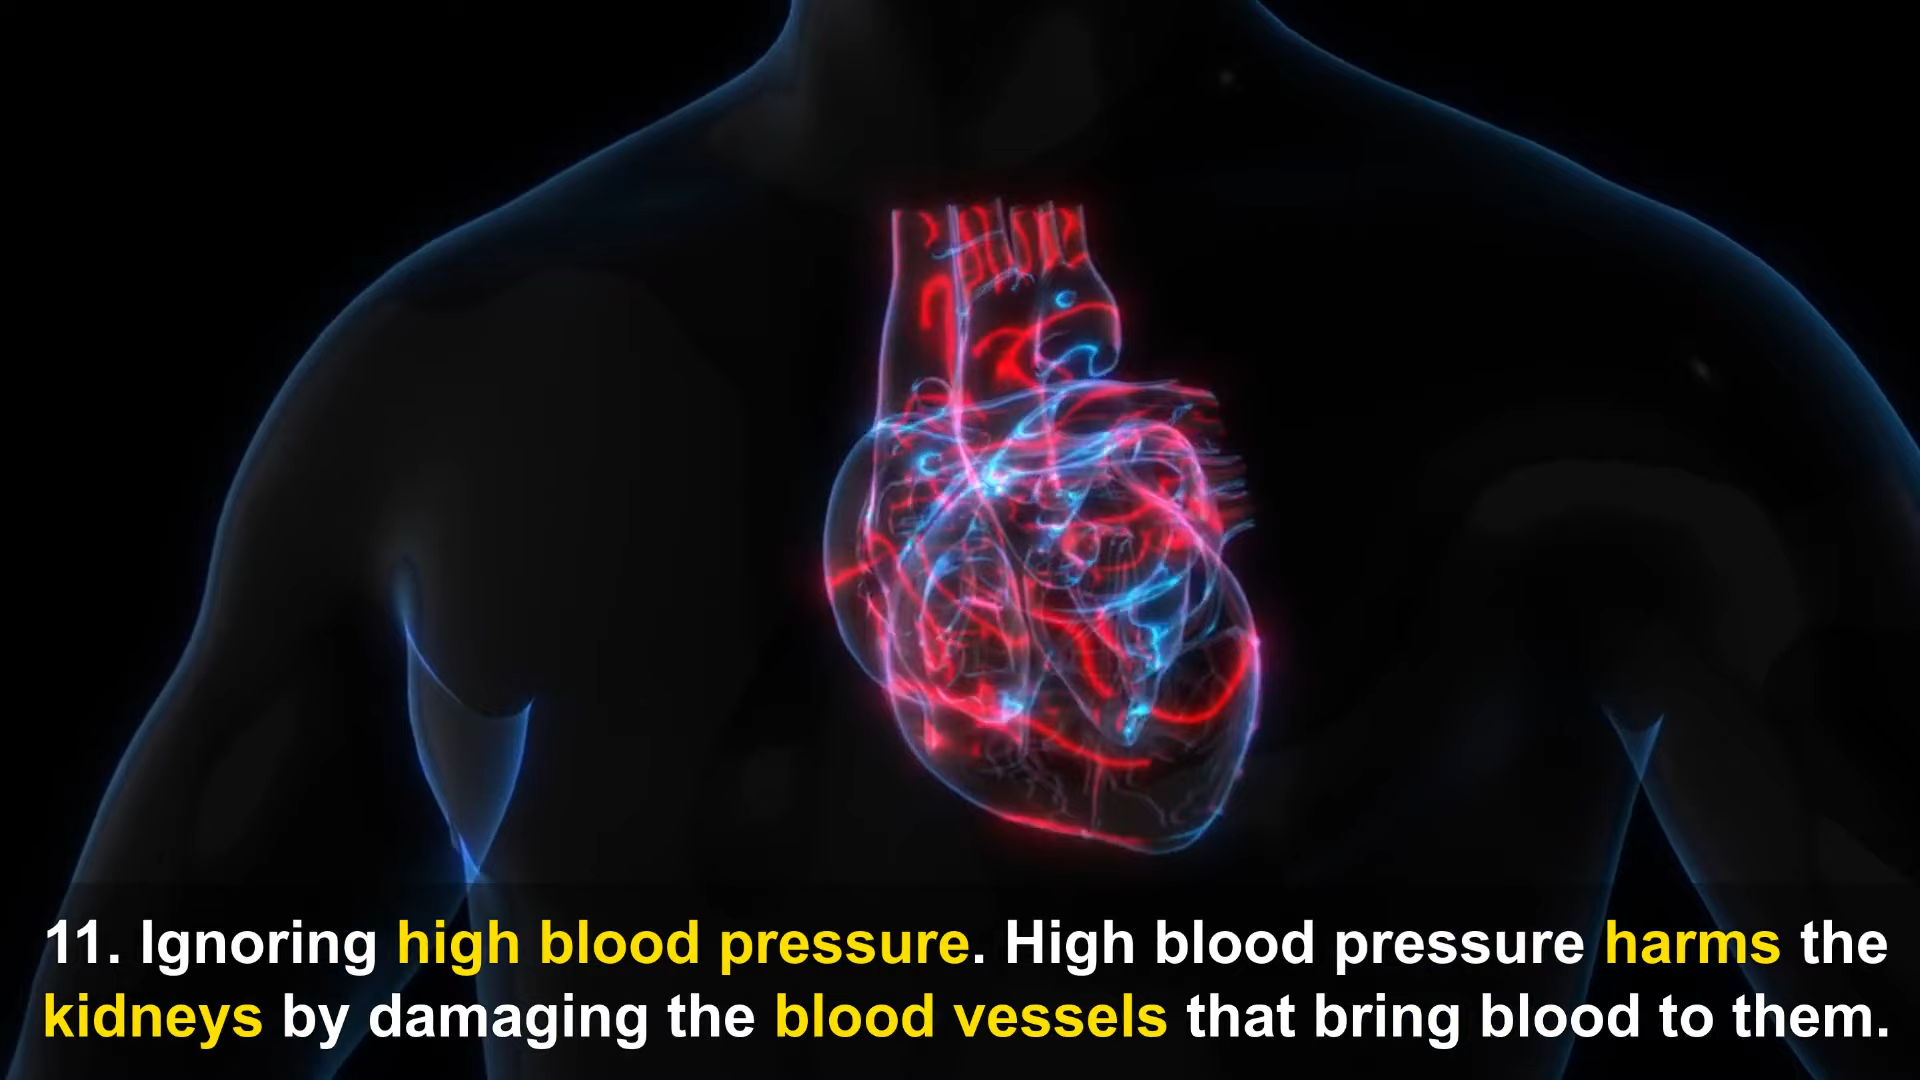 11. Ignoring high blood pressure. High blood pressure harms the
kidneys by damaging the blood vessels that bring blood to them.